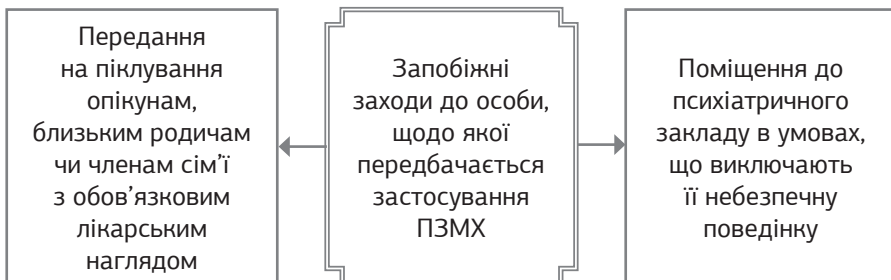 Передання
на піклування
опікунам,
близьким родичам
чи членам сім’ї
з обов’язковим
лікарським
наглядом
Запобіжні
заходи до особи,
щодо якої
передбачається
застосування
ПЗМХ
Поміщення до
психіатричного
закладу в умовах,
що виключають
її небезпечну
поведінку